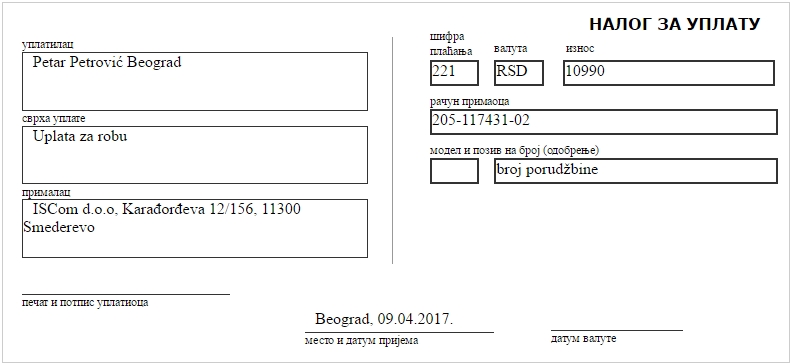 НАЛОГ ЗА УПЛАТУ
уплатилац
Petar Petrović Beograd
сврха уплате
Uplata za robu
прималац
ISCom d.o.o, Karađorđeva 12/156, 11300
Smederevo
печат и потпис уплатиоца
Beograd, 09.04.2017.
место и датум пријема
шифра
плаћања
валута
износ
221
RSD
10990
рачун примаоца
205-117431-02
модел и позив на број (одобрење)
broj porudžbine
датум валуте